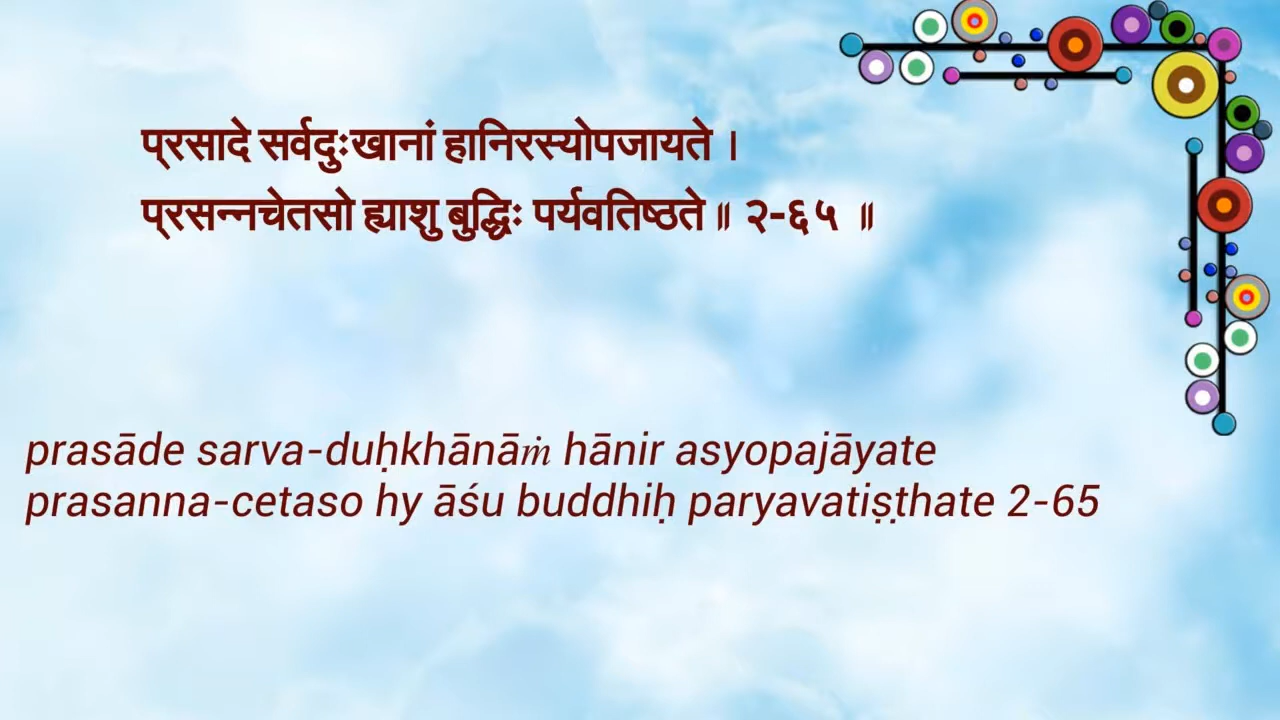 प्रसादे सर्वदुःखानां हानिरस्योपजायते ।
प्रसन्नचेतसो ह्याशु बुद्धिः पर्यवतिष्ठते ॥ २-६५ ॥
prasāde sarva-duḥkhānāṁ hānir asyopajāyate
prasanna-cetaso hy āśu buddhiḥ paryavatiṣṭhate 2-65